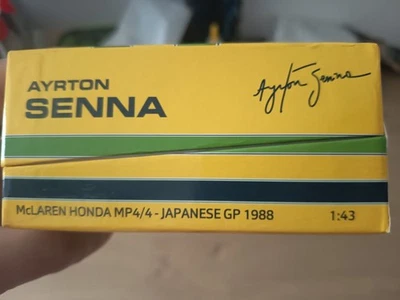 AYRTON
SENNA
Ayrton Senna
McLAREN HONDA MP4/4 - JAPANESE GP 1988 1:43